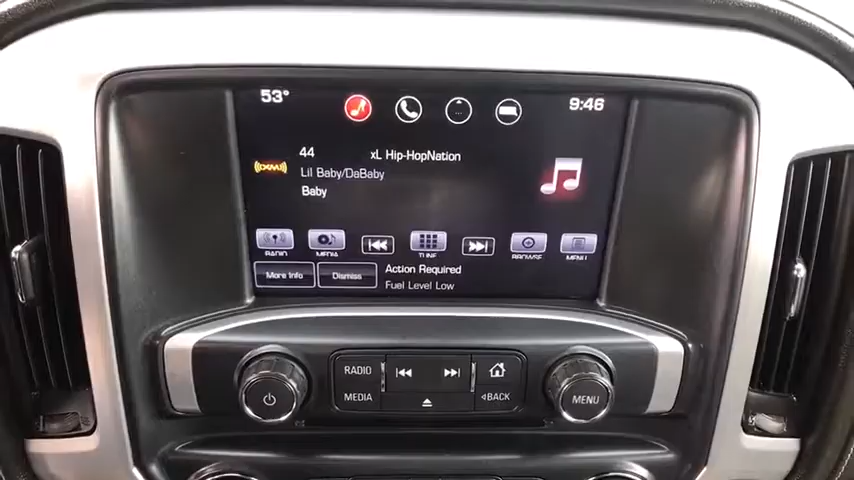 53° 9:46
44 xL Hip-HopNation
((SXM))
Lil Baby/DaBaby
Baby
RADIO MEDIA TUNE BROWSE MENU
More Info Dismiss Action Required
Fuel Level Low
RADIO
MEDIA BACK
MENU